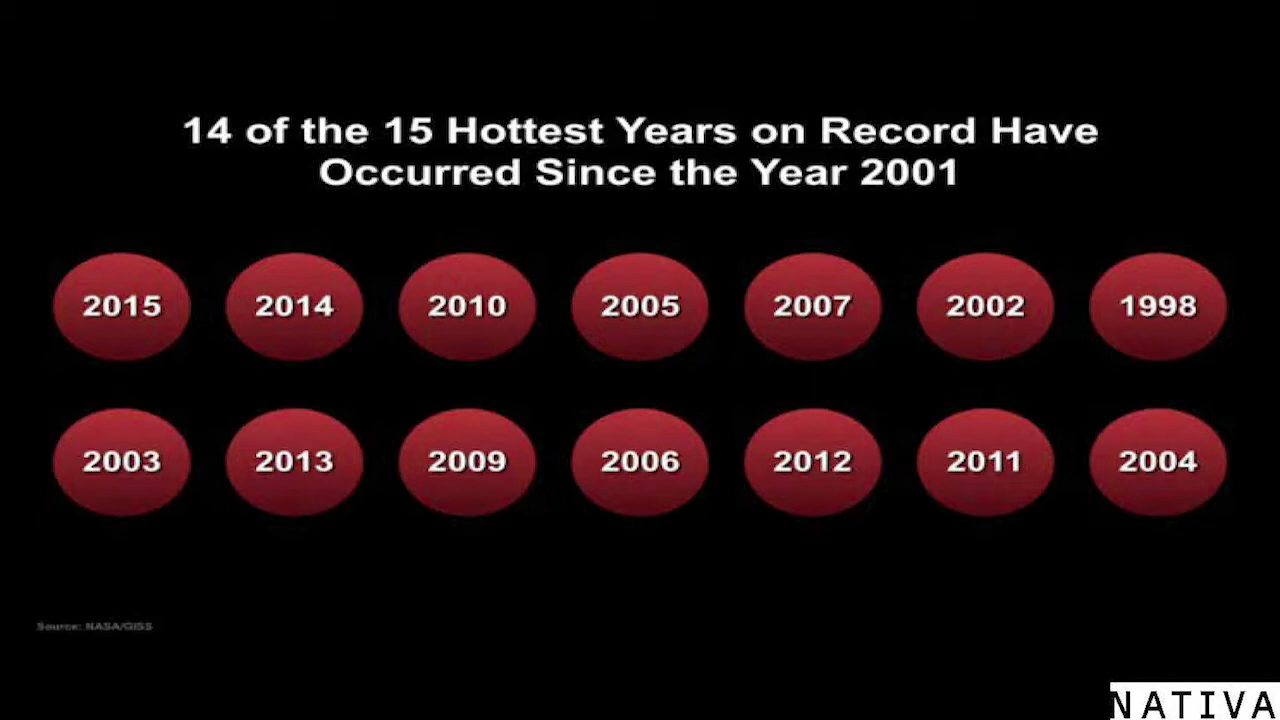 14 of the 15 Hottest Years on Record Have
Occurred Since the Year 2001
2015 2014 2010 2005 2007 2002 1998
2003 2013 2009 2006 2012 2011 2004
Source: NASA/GISS
NATIVA